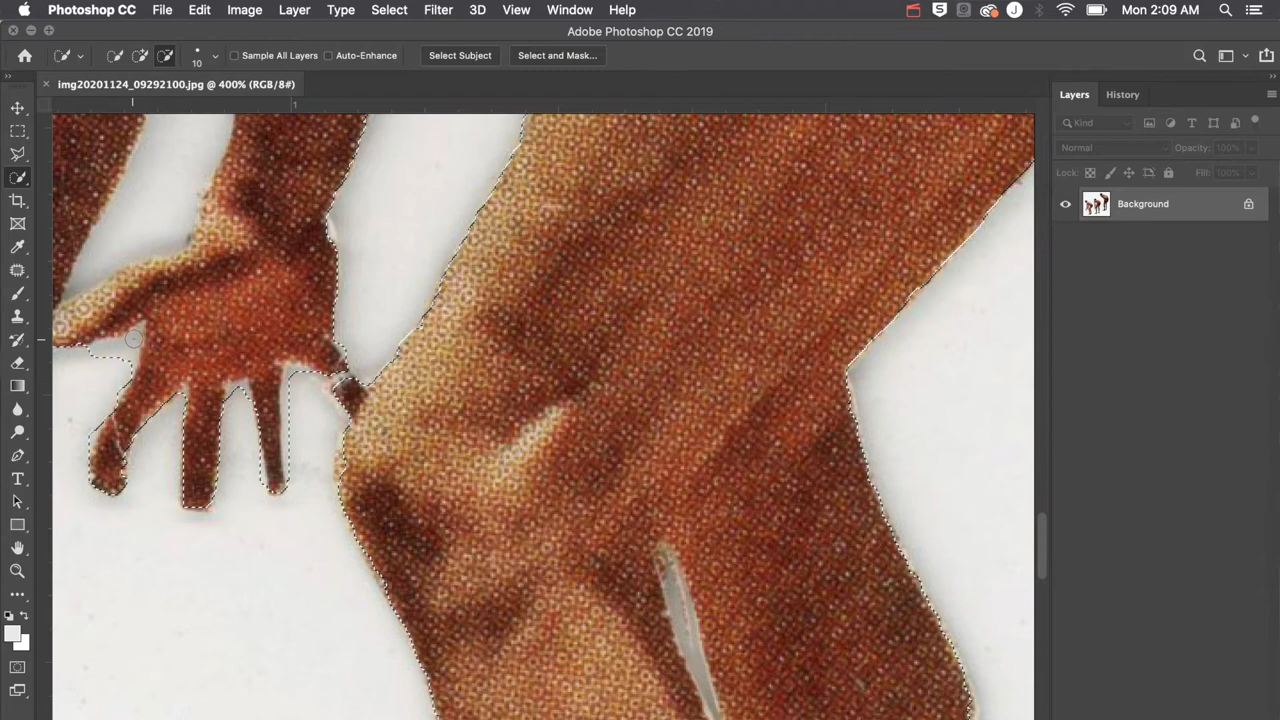 Photoshop CC File Edit Image Layer Type Select Filter 3D View Window Help Mon 2:09 AM
Adobe Photoshop CC 2019
10 Sample All Layers Auto-Enhance Select Subject Select and Mask...
× img20201124_09292100.jpg @ 400% (RGB/8#)
Layers History
1
Kind
Normal Opacity: 100%
Lock: Fill: 100%
Background